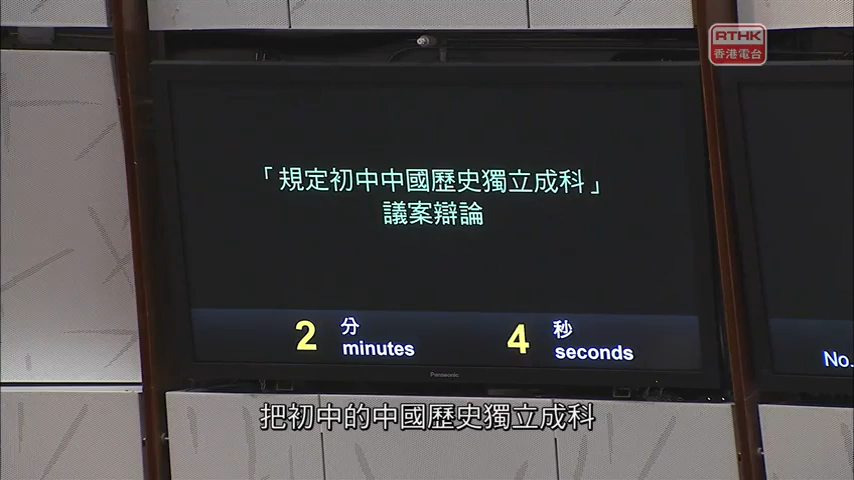 RTHK
香港電台
「規定初中中國歷史獨立成科」
議案辯論
2 分 minutes 4 秒 seconds
Panasonic
No.
把初中的中國歷史獨立成科